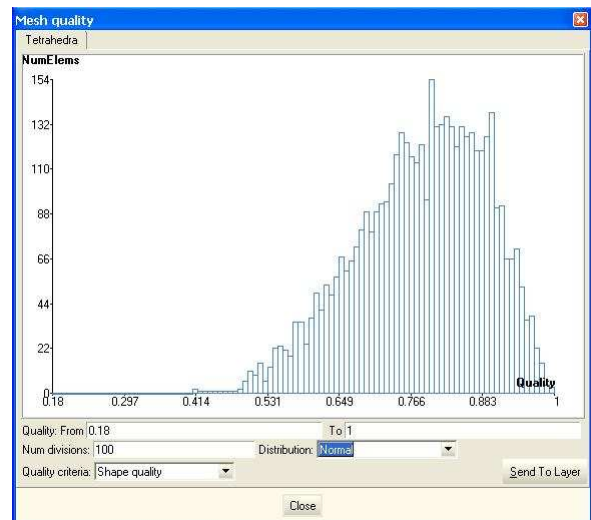 Mesh quality
Tetrahedra
NumElems
154
132
110
88
66
44
22
0
0.18 0.297 0.414 0.531 0.649 0.766 0.883 1
Quality
Quality: From 0.18 To 1
Num divisions: 100 Distribution: Normal
Quality criteria: Shape quality Send To Layer
Close